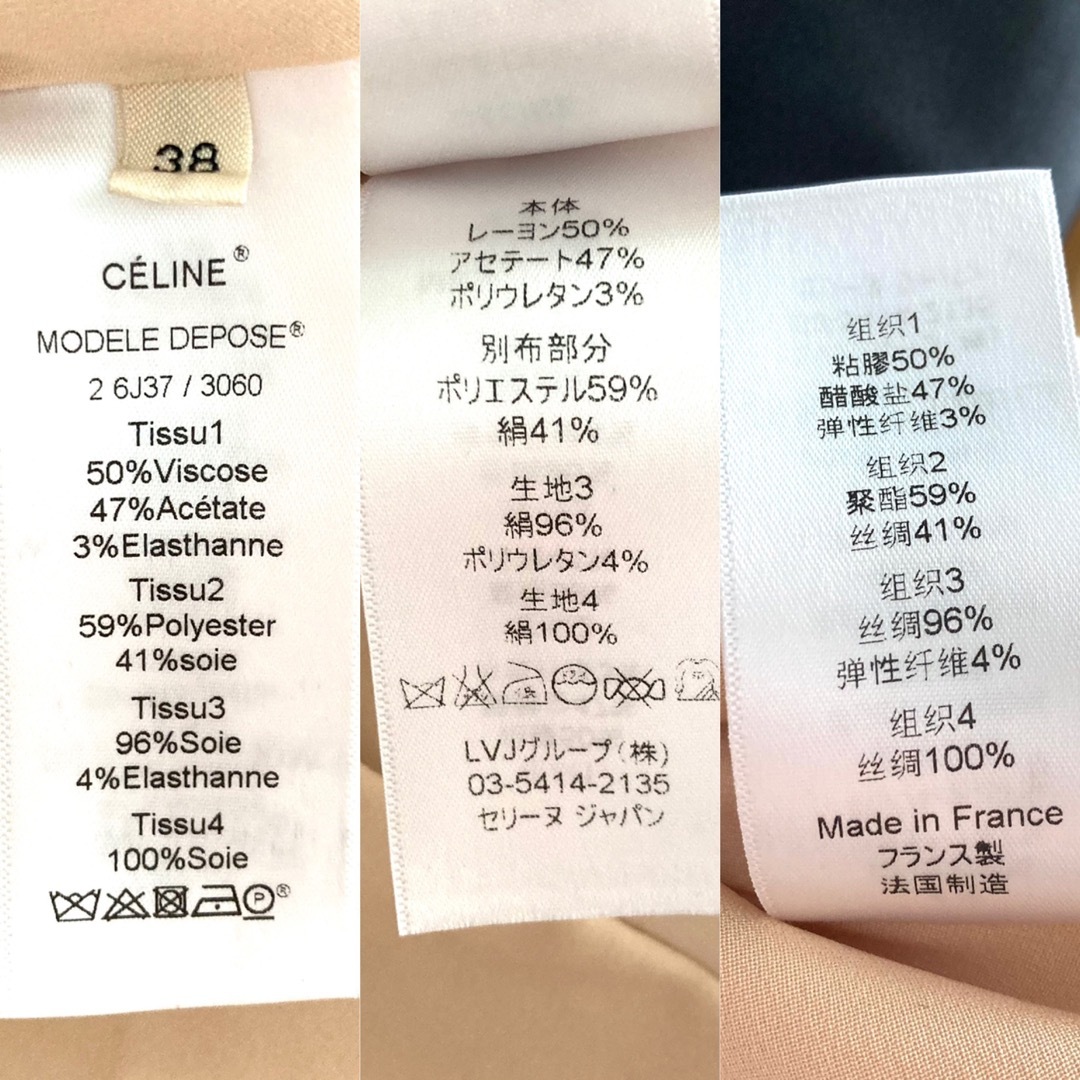 38
CÉLINE®
MODELE DEPOSE®
2 6J37 / 3060
Tissu1
50%Viscose
47%Acétate
3%Elasthanne
Tissu2
59%Polyester
41%soie
Tissu3
96%Soie
4%Elasthanne
Tissu4
100%Soie
P®
本体
レーヨン50%
アセテート47%
ポリウレタン3%
別布部分
ポリエステル59%
絹41%
生地3
絹96%
ポリウレタン4%
生地4
絹100%
LVJグループ(株)
03-5414-2135
セリーヌ ジャパン
组织1
粘膠50%
醋酸盐47%
弹性纤维3%
组织2
聚酯59%
丝绸41%
组织3
丝绸96%
弹性纤维4%
组织4
丝绸100%
Made in France
フランス製
法国制造